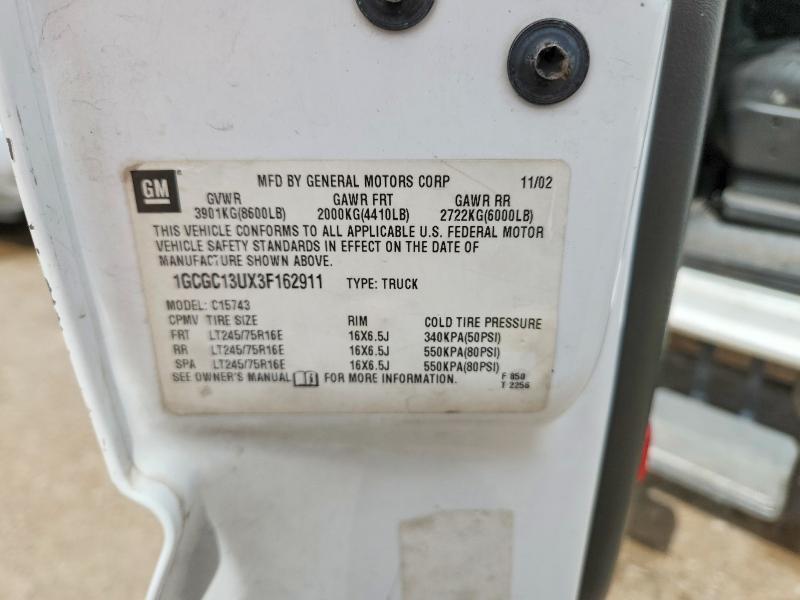 GM
MFD BY GENERAL MOTORS CORP 11/02
GVWR GAWR FRT GAWR RR
3901KG(8600LB) 2000KG(4410LB) 2722KG(6000LB)
THIS VEHICLE CONFORMS TO ALL APPLICABLE U.S. FEDERAL MOTOR
VEHICLE SAFETY STANDARDS IN EFFECT ON THE DATE OF
MANUFACTURE SHOWN ABOVE.
1GCGC13UX3F162911 TYPE: TRUCK
MODEL: C15743
CPMV TIRE SIZE RIM COLD TIRE PRESSURE
FRT LT245/75R16E 16X6.5J 340KPA(50PSI)
RR LT245/75R16E 16X6.5J 550KPA(80PSI)
SPA LT245/75R16E 16X6.5J 550KPA(80PSI)
SEE OWNER'S MANUAL FOR MORE INFORMATION.
F 850
T 2256